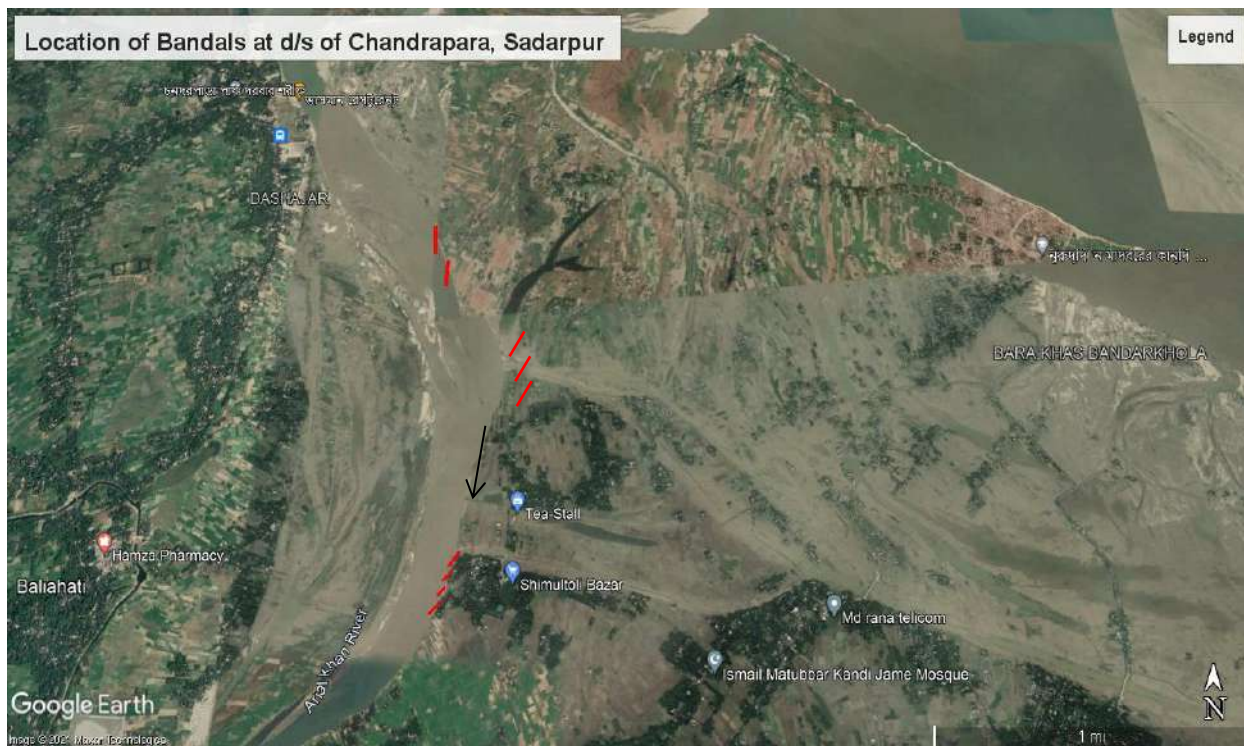 Location of Bandals at d/s of Chandrapara, Sadarpur
Legend
BARA KHAS BANDARKHOLA
Tea Stall
Hamza Pharmacy
Shimultoli Bazar
Baliahati
Md rana telicom
Ismail Matubbar Kandi Jame Mosque
Arial Khan River
Google Earth
N
1 mi